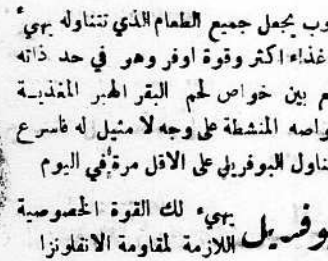 وب يجعل جميع الطعام الذي تتناوله يهيء
غذاء اكثر وقوة اوفر وهو في حد ذاته
م بين خواص لحم البقر الهبر المغذية
واصه المنشطة على وجه لا مثيل له فاسرع
ناول البوفريل على الاقل مرة في اليوم
يهيء لك القوة الخصوصية
وفريل اللازمة لمقاومة الانفلونزا